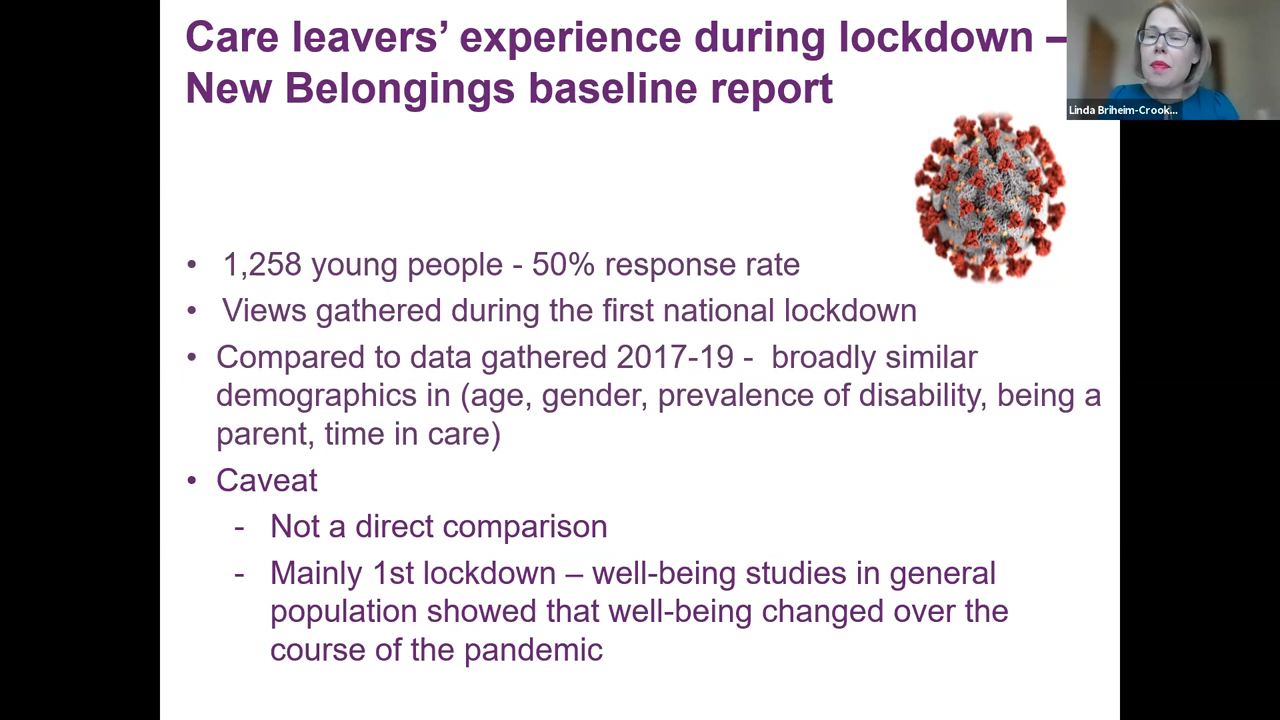 Care leavers’ experience during lockdown –
New Belongings baseline report
Linda Briheim-Crook...
• 1,258 young people - 50% response rate
• Views gathered during the first national lockdown
• Compared to data gathered 2017-19 - broadly similar
demographics in (age, gender, prevalence of disability, being a
parent, time in care)
• Caveat
- Not a direct comparison
- Mainly 1st lockdown – well-being studies in general
population showed that well-being changed over the
course of the pandemic